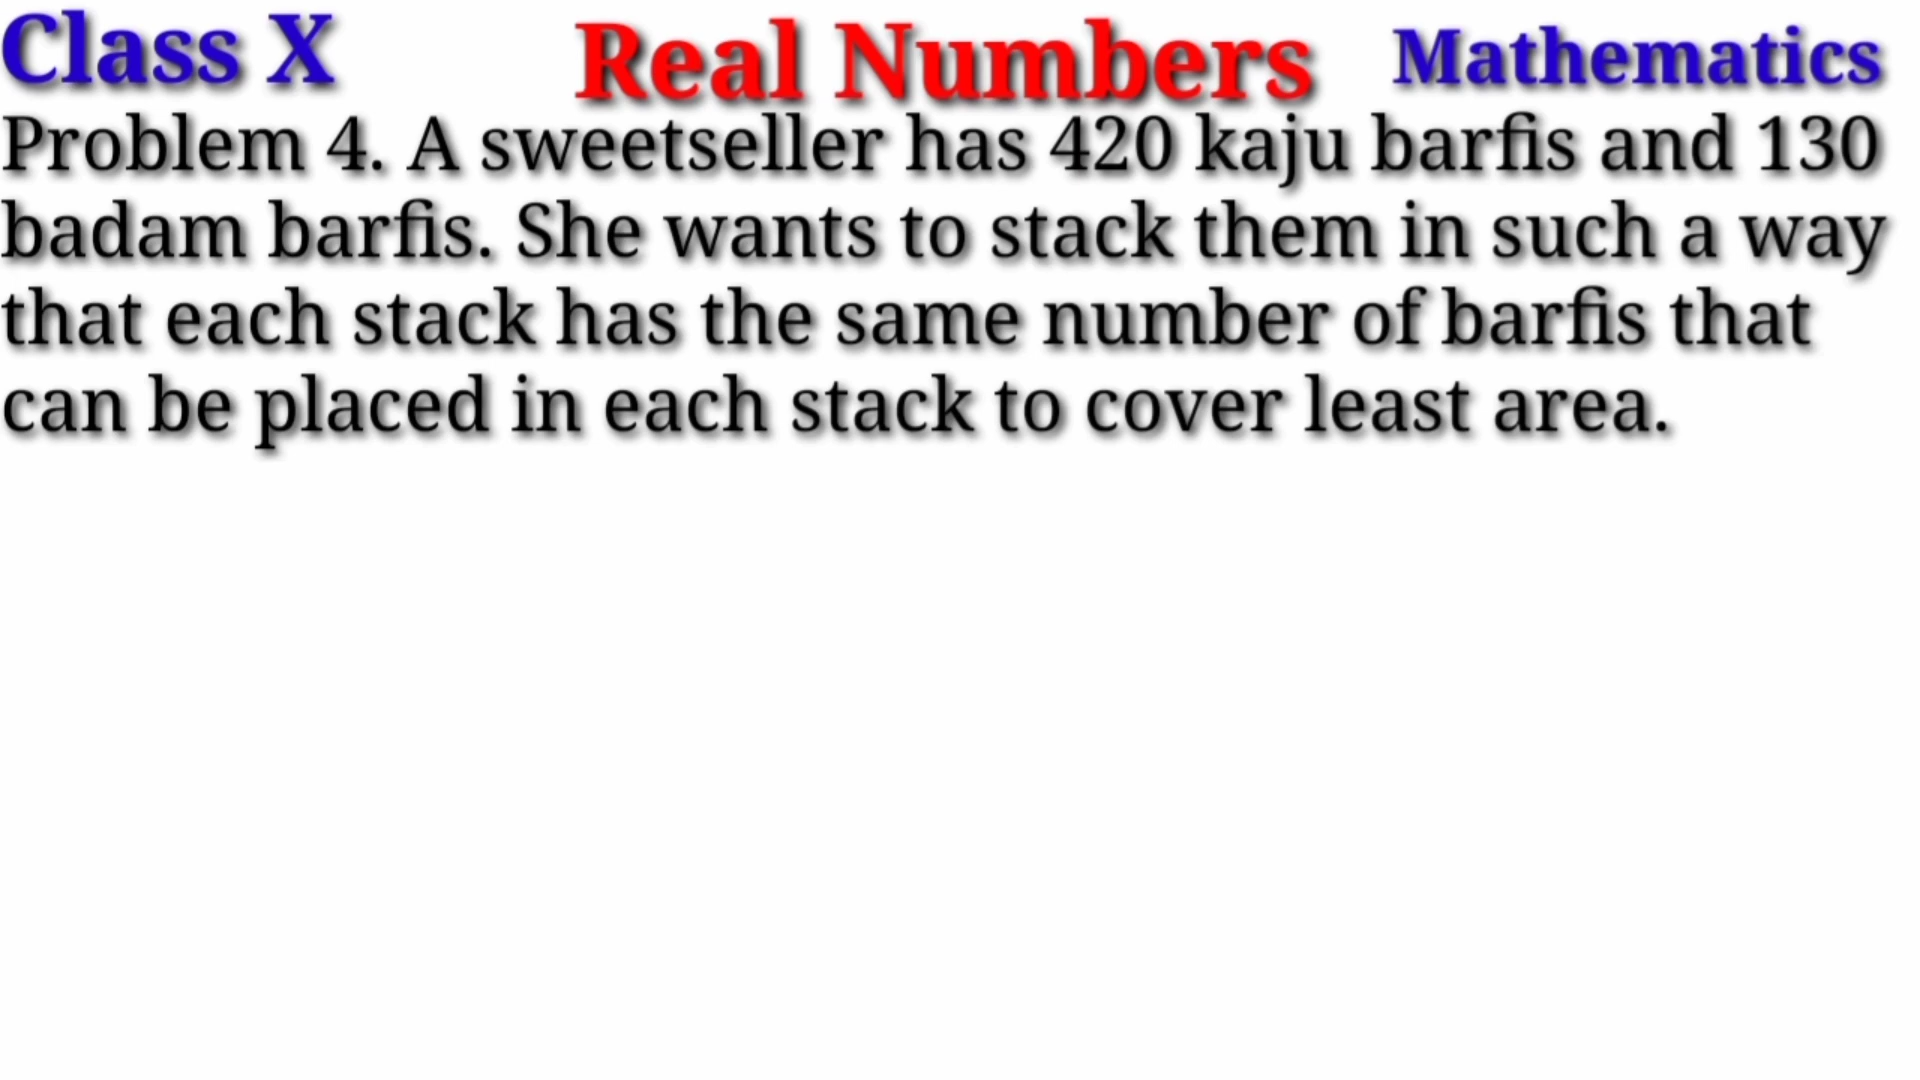 Class X Real Numbers Mathematics
Problem 4. A sweetseller has 420 kaju barfis and 130
badam barfis. She wants to stack them in such a way
that each stack has the same number of barfis that
can be placed in each stack to cover least area.